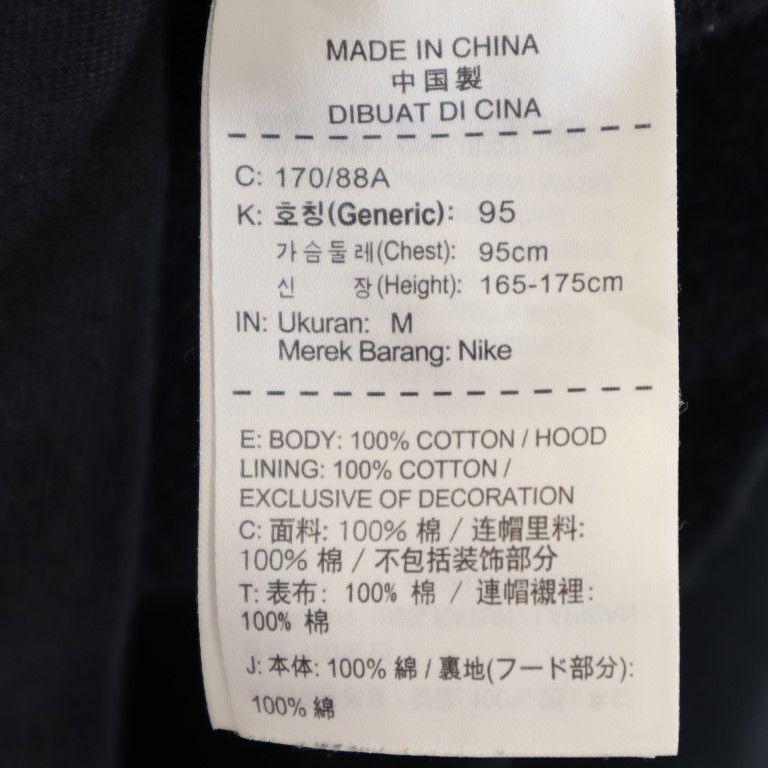 MADE IN CHINA
中国製
DIBUAT DI CINA
C: 170/88A
K: 호칭(Generic): 95
가슴둘레(Chest): 95cm
신 장(Height): 165-175cm
IN: Ukuran: M
Merek Barang: Nike
E: BODY: 100% COTTON / HOOD
LINING: 100% COTTON /
EXCLUSIVE OF DECORATION
C: 面料: 100% 棉 / 连帽里料:
100% 棉 / 不包括装饰部分
T: 表布: 100% 棉 / 連帽襯裡:
100% 棉
J: 本体: 100% 綿 / 裏地(フード部分):
100% 綿